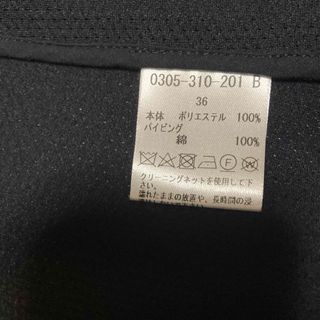 0305-310-201 B
36
本体 ポリエステル 100%
パイピング
綿 100%
クリーニングネットを使用して下
さい。
濡れたままの放置や、長時間の浸